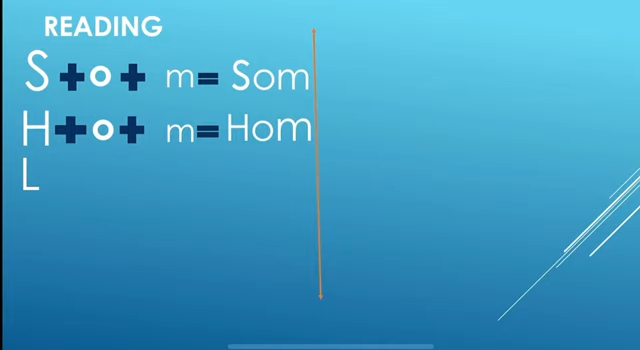 READING
S + o + m = Som
H + o + m = Hom
L